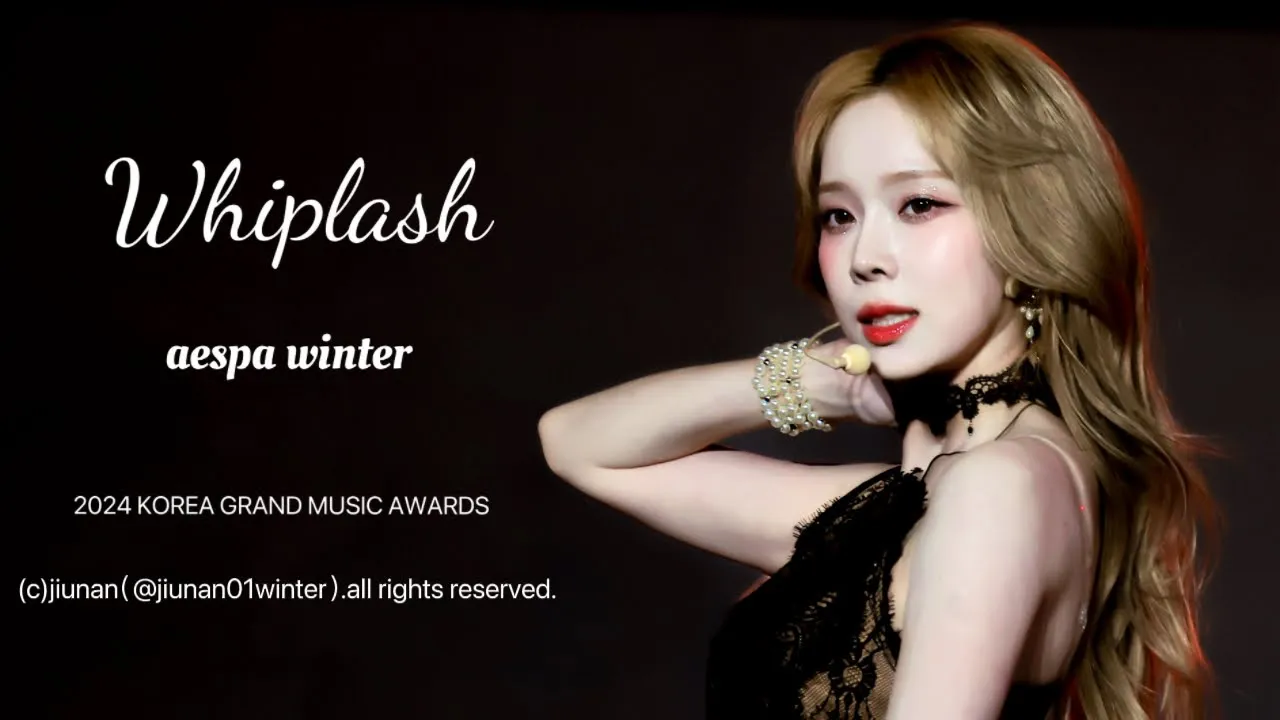 Whiplash
aespa winter
2024 KOREA GRAND MUSIC AWARDS
(c)jiunan(@jiunan01winter).all rights reserved.